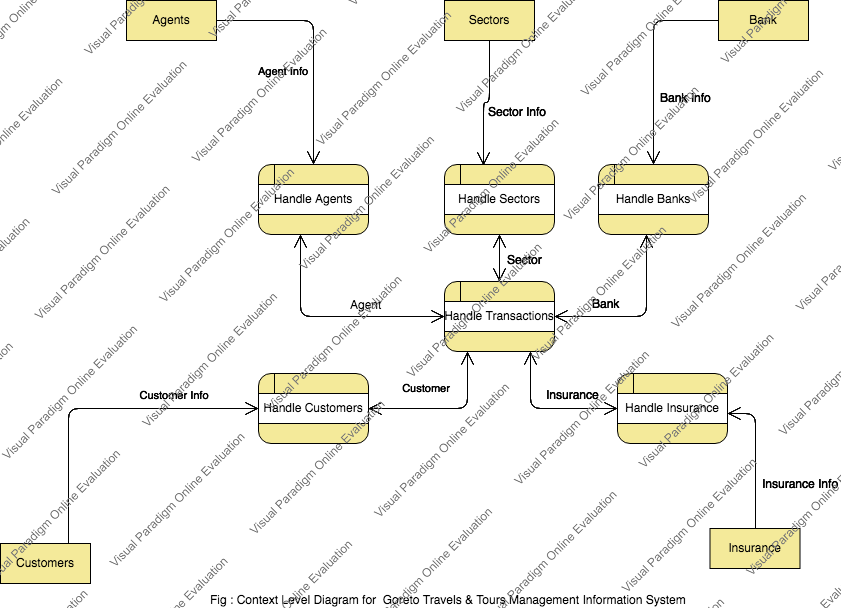 Agents
Sectors
Bank
Agent info
Sector Info
Bank info
Handle Agents
Handle Sectors
Handle Banks
Sector
Agent
Bank
Handle Transactions
Customer Info
Customer
Insurance
Handle Customers
Handle Insurance
Insurance Info
Customers
Insurance
Fig : Context Level Diagram for Goreto Travels & Tours Management Information System
Visual Paradigm Online Evaluation